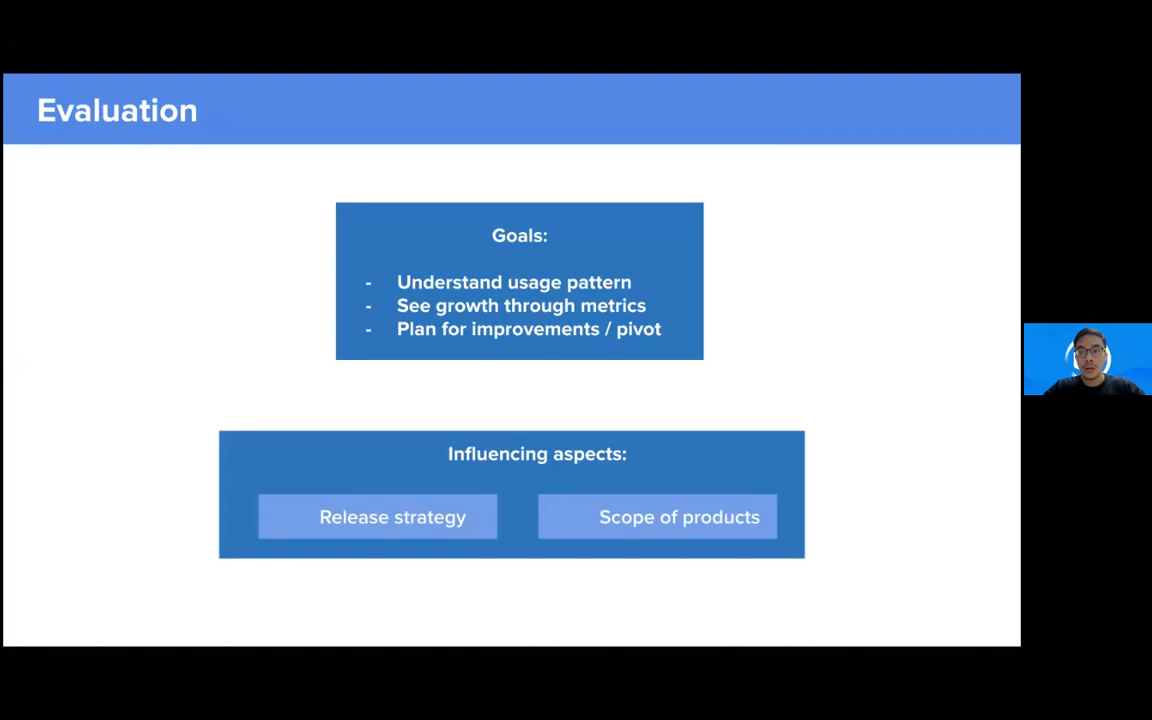 Evaluation
Goals:
- Understand usage pattern
- See growth through metrics
- Plan for improvements / pivot
Influencing aspects:
Release strategy
Scope of products